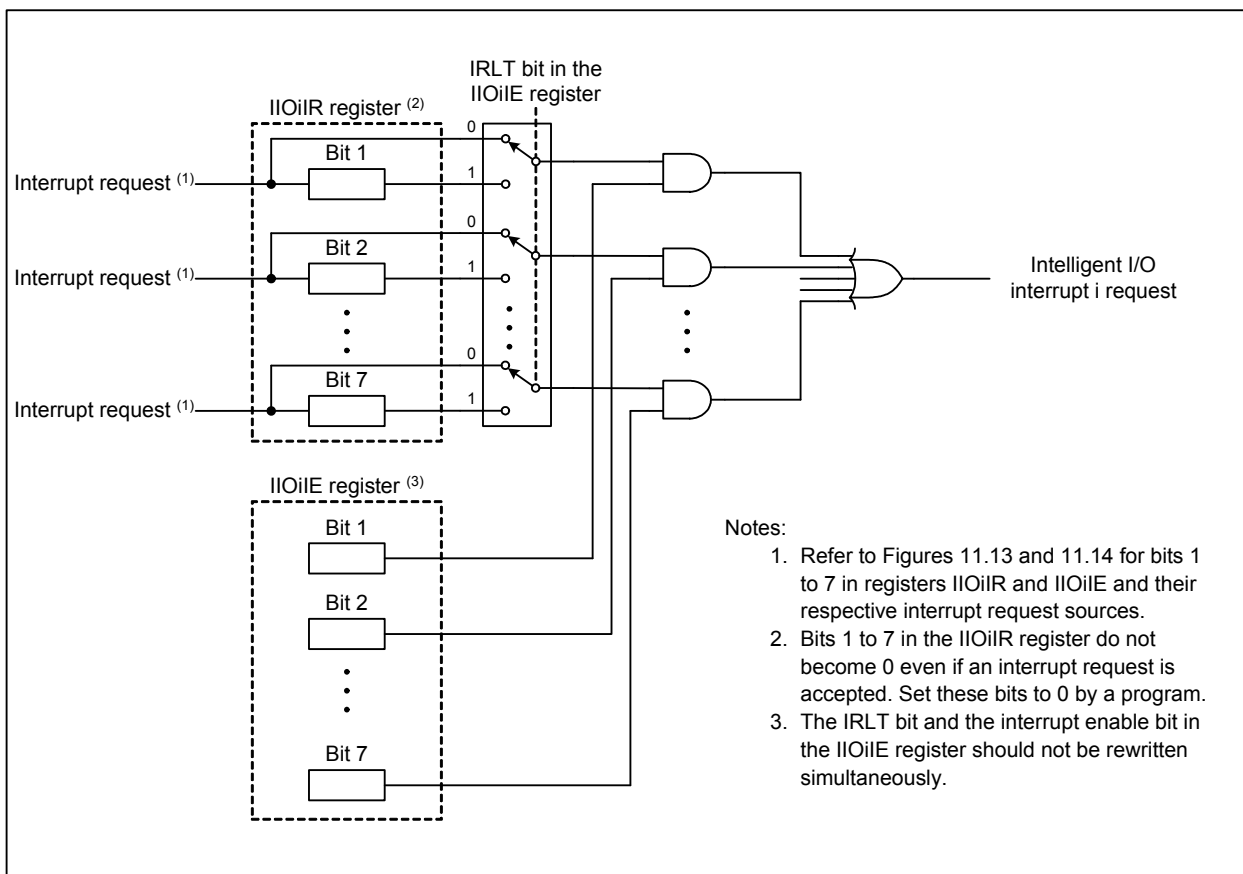 IRLT bit in the
IIOiIE register
IIOiIR register (2)
0
Bit 1
Interrupt request (1)
1
0
Bit 2
Interrupt request (1)
1
Intelligent I/O
interrupt i request
0
Bit 7
Interrupt request (1)
1
IIOiIE register (3)
Bit 1
Bit 2
Bit 7
Notes:
1. Refer to Figures 11.13 and 11.14 for bits 1
to 7 in registers IIOiIR and IIOiIE and their
respective interrupt request sources.
2. Bits 1 to 7 in the IIOiIR register do not
become 0 even if an interrupt request is
accepted. Set these bits to 0 by a program.
3. The IRLT bit and the interrupt enable bit in
the IIOiIE register should not be rewritten
simultaneously.